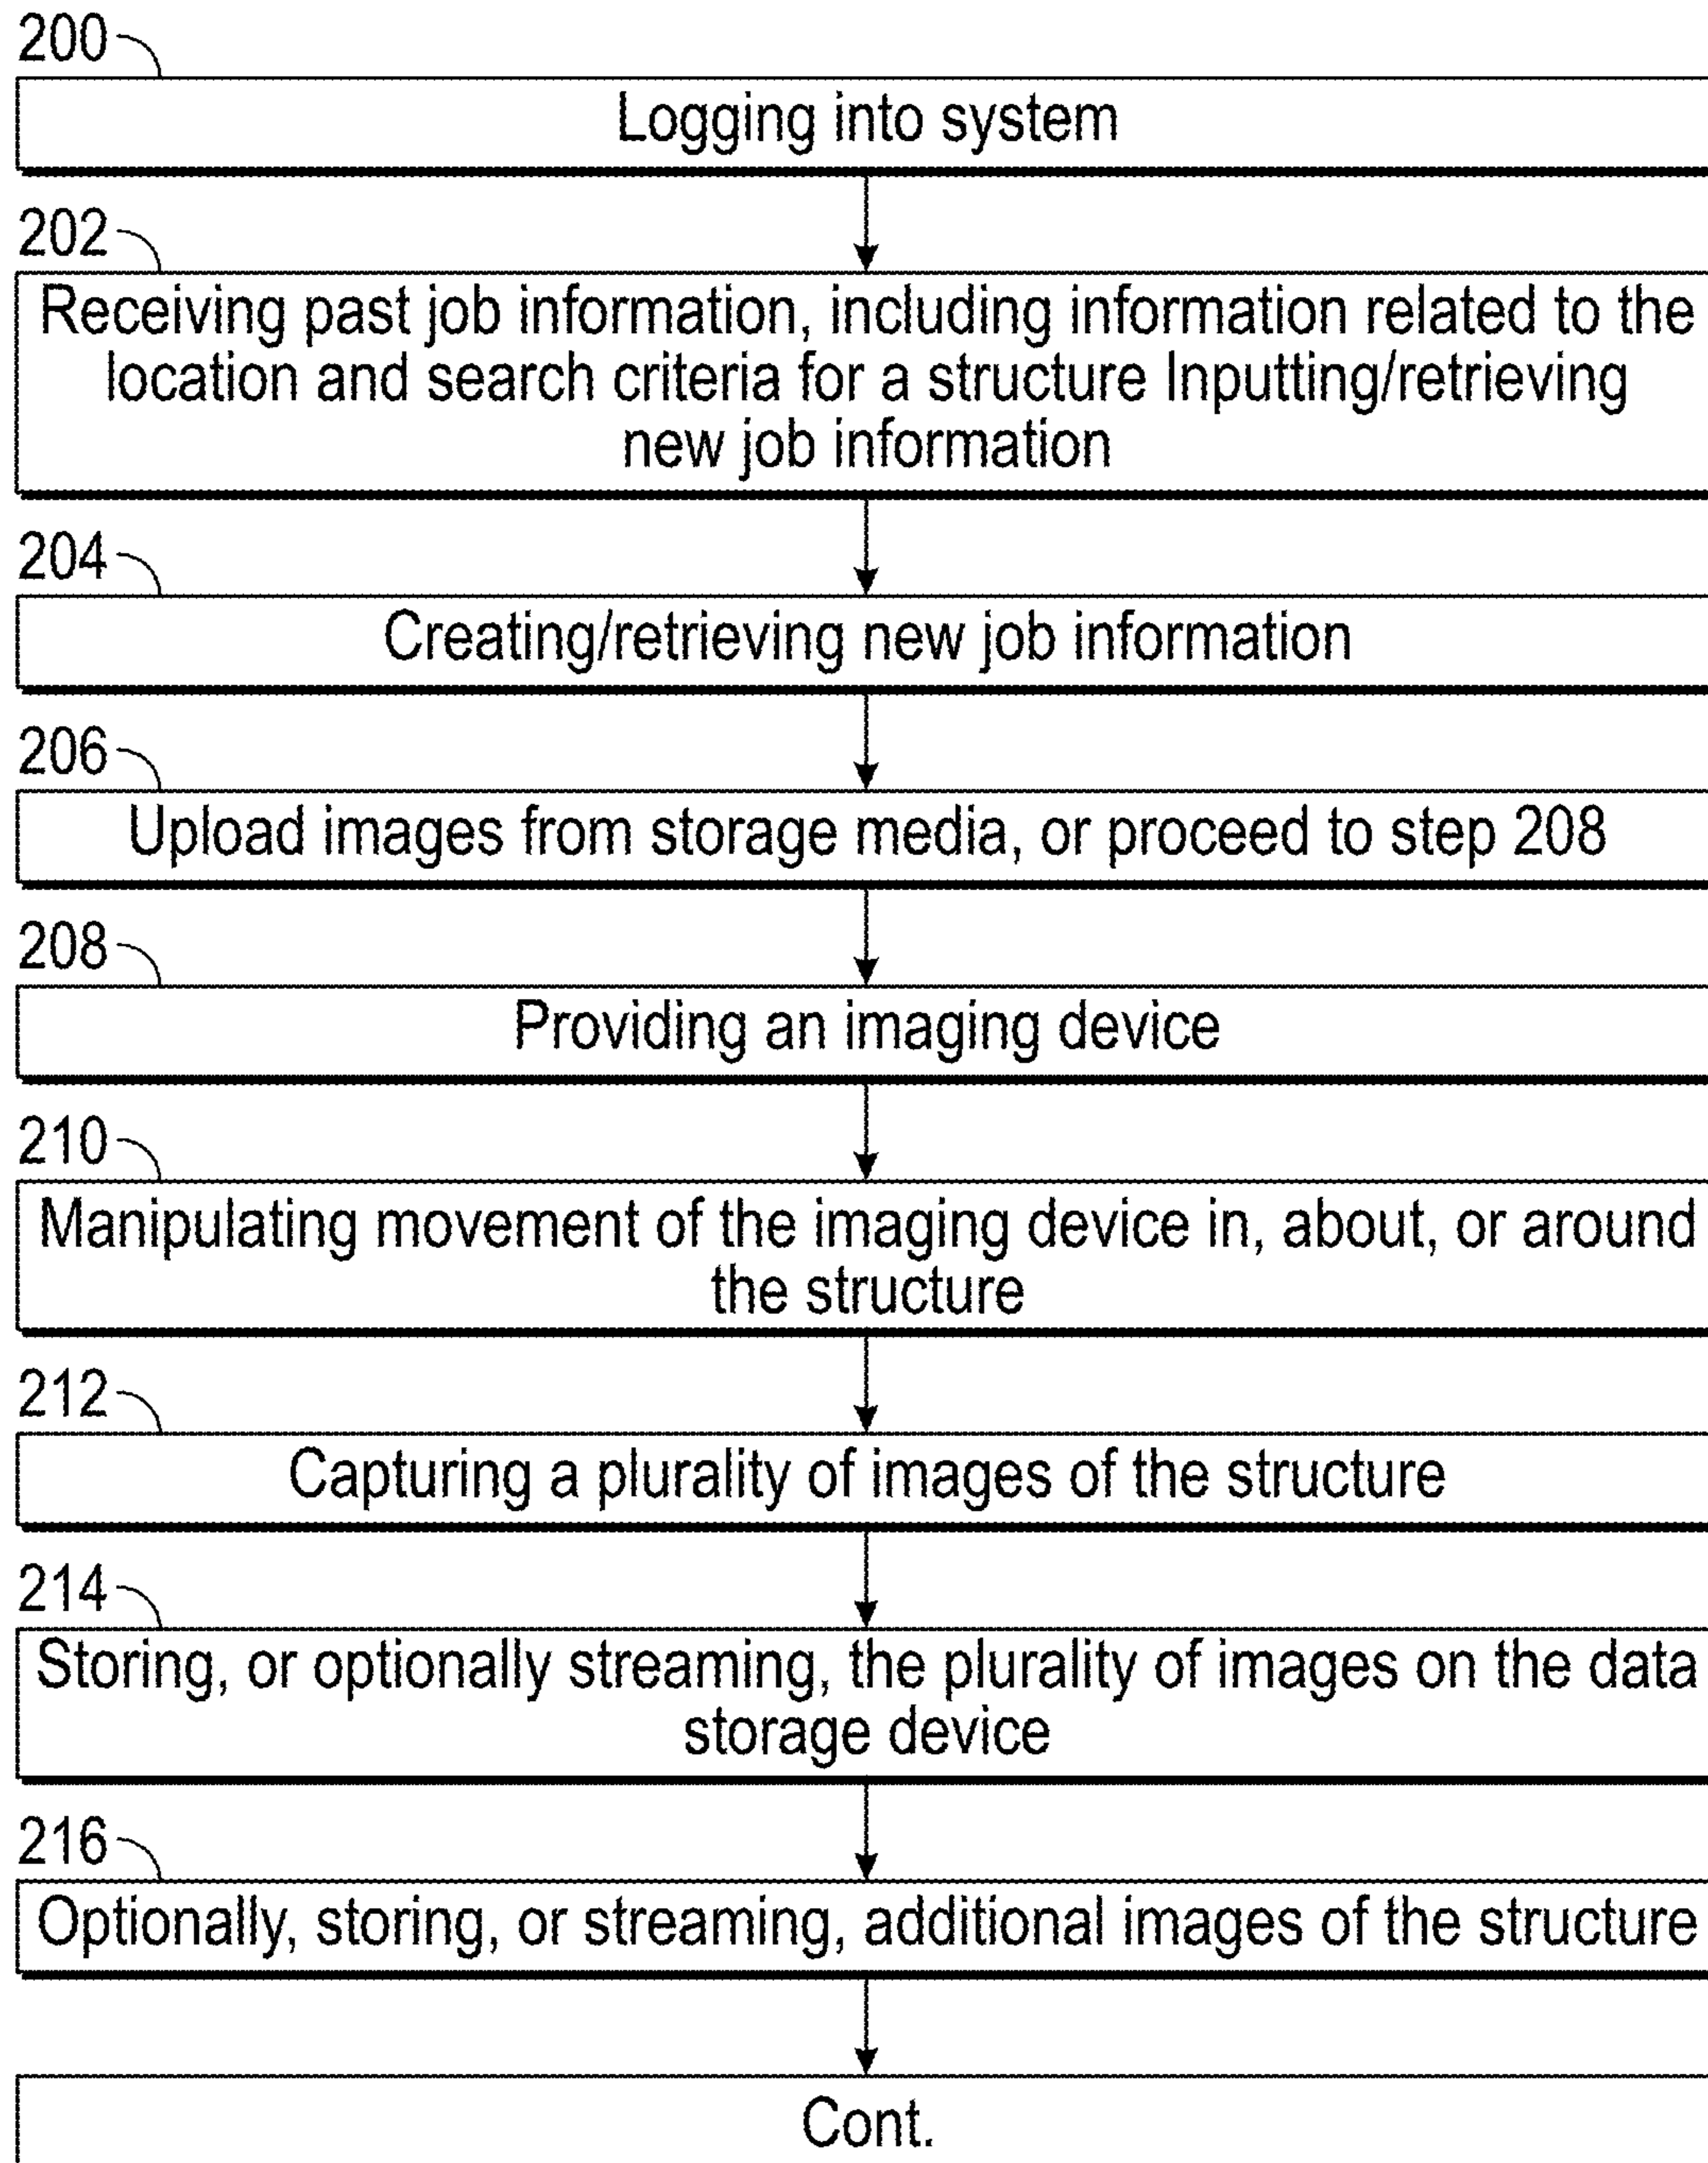 200
Logging into system
202
Receiving past job information, including information related to the
location and search criteria for a structure Inputting/retrieving
new job information
204
Creating/retrieving new job information
206
Upload images from storage media, or proceed to step 208
208
Providing an imaging device
210
Manipulating movement of the imaging device in, about, or around
the structure
212
Capturing a plurality of images of the structure
214
Storing, or optionally streaming, the plurality of images on the data
storage device
216
Optionally, storing, or streaming, additional images of the structure
Cont.